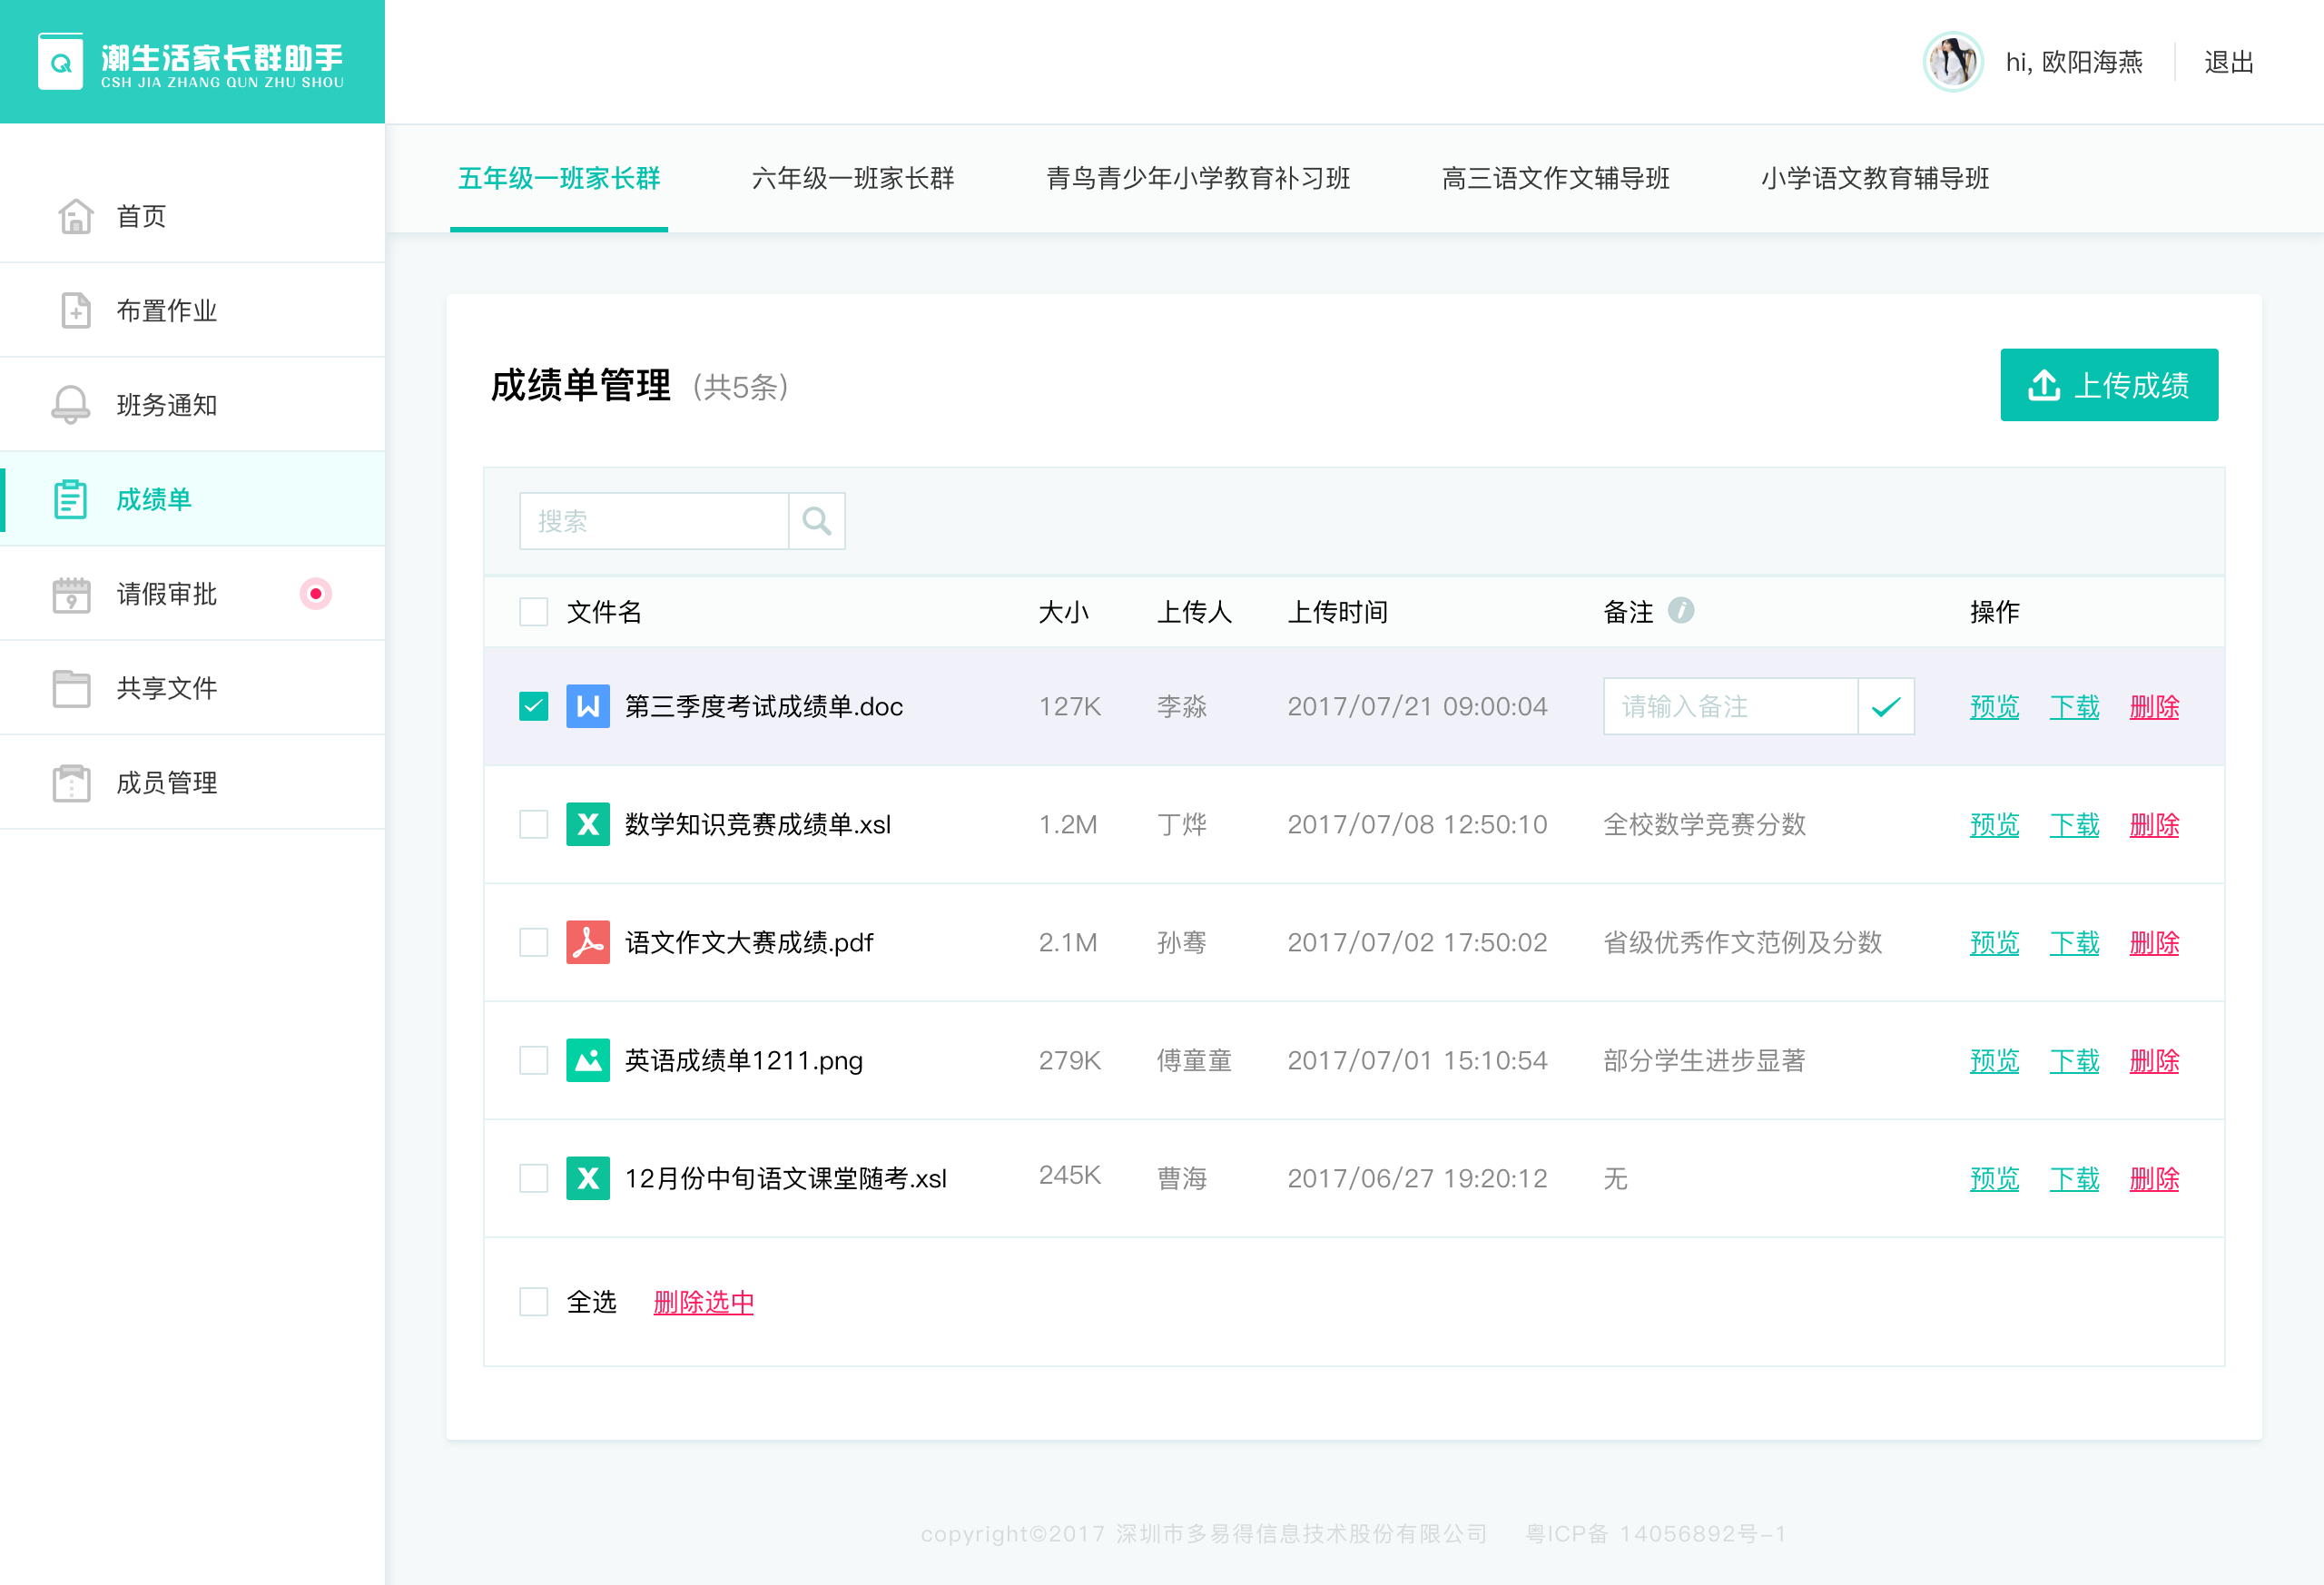 潮生活家长群助手
CSH JIA ZHANG QUN ZHU SHOU
hi, 欧阳海燕 退出
首页
布置作业
班务通知
成绩单
请假审批
共享文件
成员管理
五年级一班家长群 六年级一班家长群 青鸟青少年小学教育补习班 高三语文作文辅导班 小学语文教育辅导班
成绩单管理 (共5条) 上传成绩
搜索
文件名 大小 上传人 上传时间 备注 操作
第三季度考试成绩单.doc 127K 李淼 2017/07/21 09:00:04 请输入备注 预览 下载 删除
数学知识竞赛成绩单.xsl 1.2M 丁烨 2017/07/08 12:50:10 全校数学竞赛分数 预览 下载 删除
语文作文大赛成绩.pdf 2.1M 孙骞 2017/07/02 17:50:02 省级优秀作文范例及分数 预览 下载 删除
英语成绩单1211.png 279K 傅童童 2017/07/01 15:10:54 部分学生进步显著 预览 下载 删除
12月份中旬语文课堂随考.xsl 245K 曹海 2017/06/27 19:20:12 无 预览 下载 删除
全选 删除选中
copyright©2017 深圳市多易得信息技术股份有限公司 粤ICP备 14056892号-1